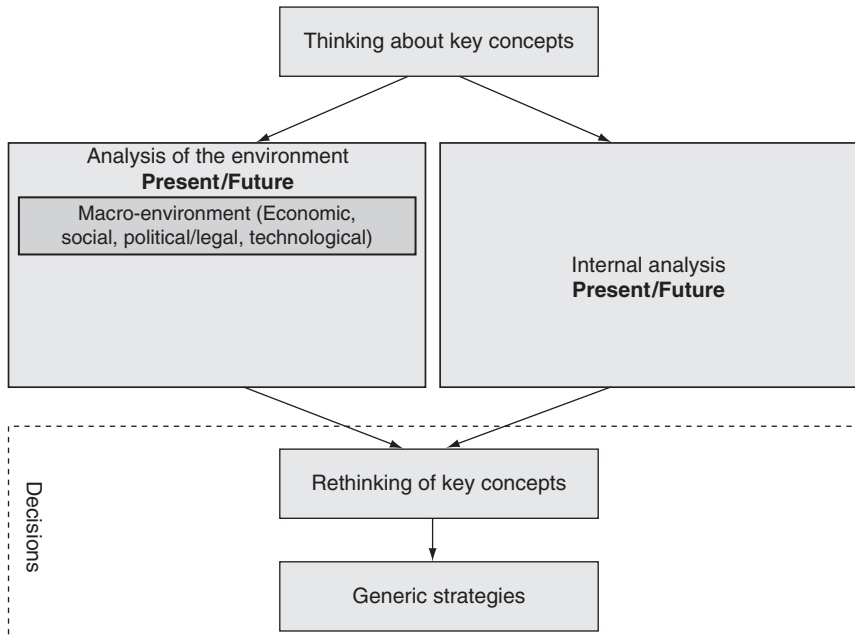 Thinking about key concepts
Analysis of the environment
Present/Future
Macro-environment (Economic,
social, political/legal, technological)
Internal analysis
Present/Future
Decisions
Rethinking of key concepts
Generic strategies